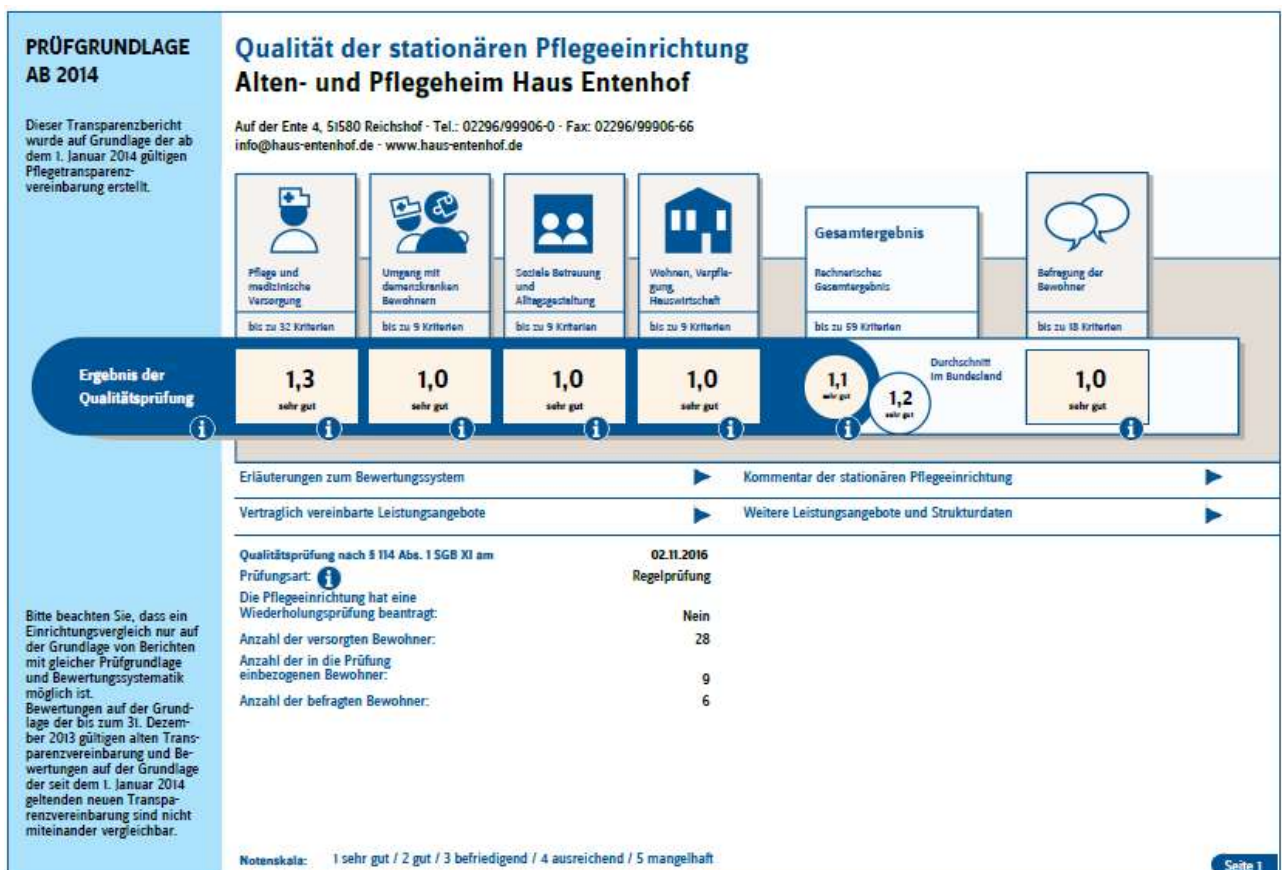 PRÜFGRUNDLAGE
AB 2014
Dieser Transparenzbericht
wurde auf Grundlage der ab
dem 1. Januar 2014 gültigen
Pflegetransparenz-
vereinbarung erstellt.
Qualität der stationären Pflegeeinrichtung
Alten- und Pflegeheim Haus Entenhof
Auf der Ente 4, 51580 Reichshof - Tel.: 02296/99906-0 - Fax: 02296/99906-66
info@haus-entenhof.de - www.haus-entenhof.de
Pflege und
medizinische
Versorgung
bis zu 32 Kriterien
Umgang mit
demenzkranken
Bewohnern
bis zu 9 Kriterien
Soziale Betreuung
und
Alltagsgestaltung
bis zu 9 Kriterien
Wohnen, Verpfle-
gung,
Hauswirtschaft
bis zu 9 Kriterien
Gesamtergebnis
Rechnerisches
Gesamtergebnis
bis zu 59 Kriterien
Befragung der
Bewohner
bis zu 18 Kriterien
Ergebnis der
Qualitätsprüfung
1,3
sehr gut
1,0
sehr gut
1,0
sehr gut
1,0
sehr gut
1,1
sehr gut
1,2
sehr gut
Durchschnitt
im Bundesland
1,0
sehr gut
Erläuterungen zum Bewertungssystem
Kommentar der stationären Pflegeeinrichtung
Vertraglich vereinbarte Leistungsangebote
Weitere Leistungsangebote und Strukturdaten
Qualitätsprüfung nach § 114 Abs. 1 SGB XI am 02.11.2016
Prüfungsart: Regelprüfung
Die Pflegeeinrichtung hat eine
Wiederholungsprüfung beantragt: Nein
Anzahl der versorgten Bewohner: 28
Anzahl der in die Prüfung
einbezogenen Bewohner: 9
Anzahl der befragten Bewohner: 6
Bitte beachten Sie, dass ein
Einrichtungsvergleich nur auf
der Grundlage von Berichten
mit gleicher Prüfgrundlage
und Bewertungssystematik
möglich ist.
Bewertungen auf der Grund-
lage der bis zum 31. Dezem-
ber 2013 gültigen alten Trans-
parenzvereinbarung und Be-
wertungen auf der Grundlage
der seit dem 1. Januar 2014
geltenden neuen Transpa-
renzvereinbarung sind nicht
miteinander vergleichbar.
Notenskala: 1 sehr gut / 2 gut / 3 befriedigend / 4 ausreichend / 5 mangelhaft
Seite 1